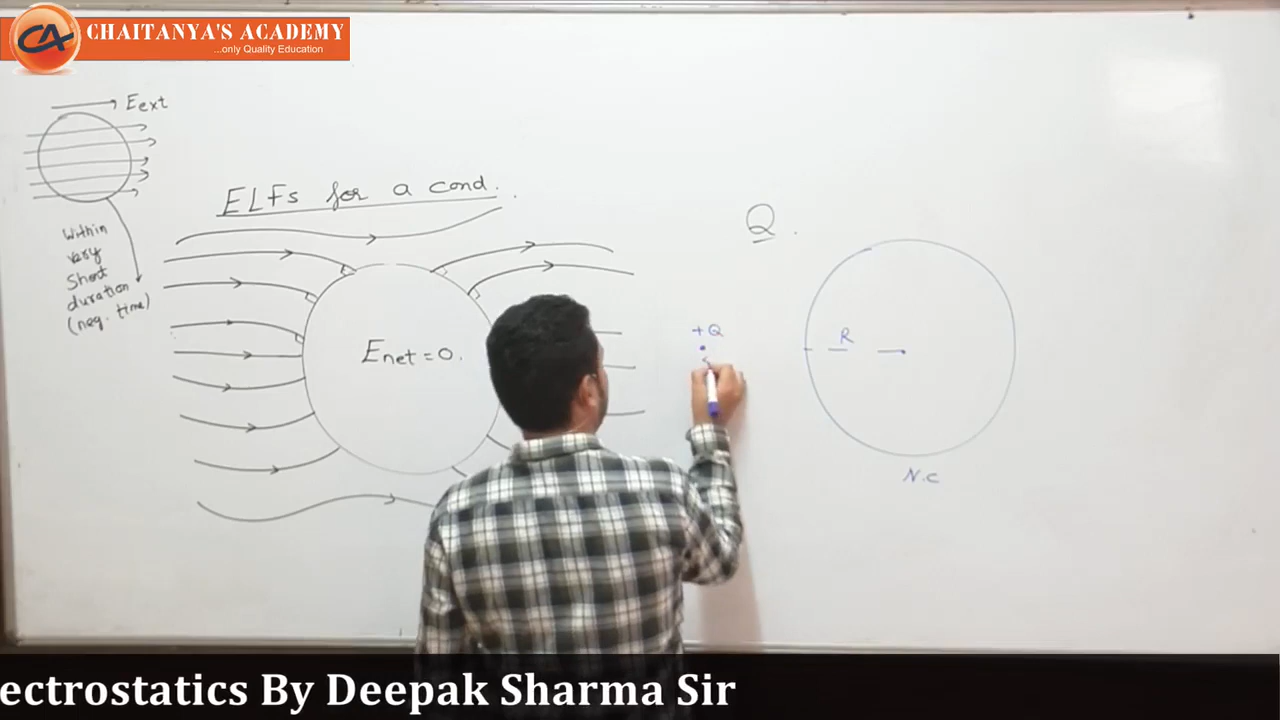 CHAITANYA'S ACADEMY
...only Quality Education
CA
Eext
Within
very
Short
duration
(neg. time)
ELFs for a cond.
Enet = 0.
Q.
+Q
R
N.C
ectrostatics By Deepak Sharma Sir